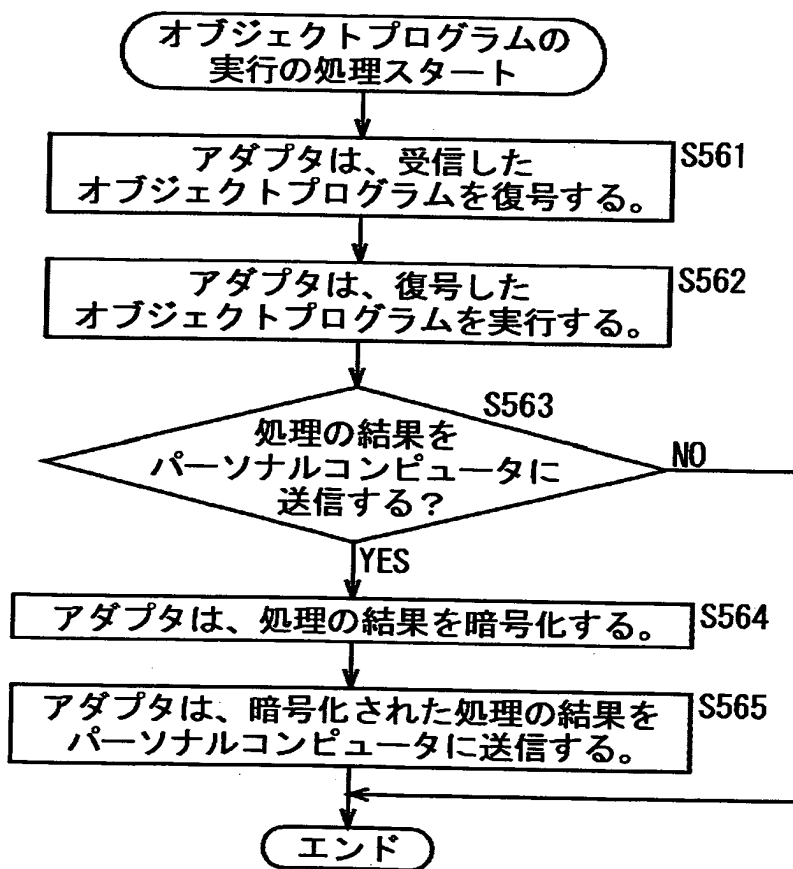 オブジェクトプログラムの
実行の処理スタート
アダプタは、受信した
オブジェクトプログラムを復号する。
S561
アダプタは、復号した
オブジェクトプログラムを実行する。
S562
S563
処理の結果を
パーソナルコンピュータに
送信する?
NO
YES
アダプタは、処理の結果を暗号化する。
S564
アダプタは、暗号化された処理の結果を
パーソナルコンピュータに送信する。
S565
エンド